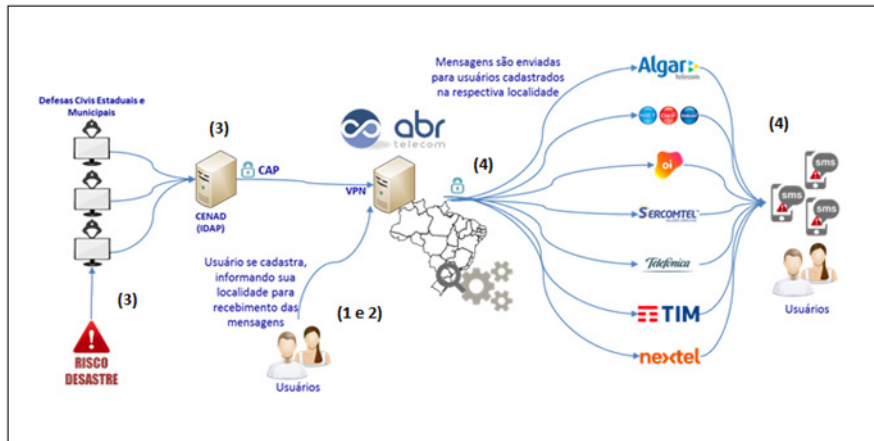 Defesas Civis Estaduais e
Municipais
(3)
CAP
CENAD
(IDAP)
(3)
RISCO
DESASTRE
Usuário se cadastra,
informando sua
localidade para
recebimento das
mensagens
(1 e 2)
Usuários
abr
telecom
VPN
(4)
Mensagens são enviadas
para usuários cadastrados
na respectiva localidade
Algar
telecom
Claro
oi
SERCOMTEL
Telefónica
TIM
nextel
(4)
sms
sms
sms
Usuários